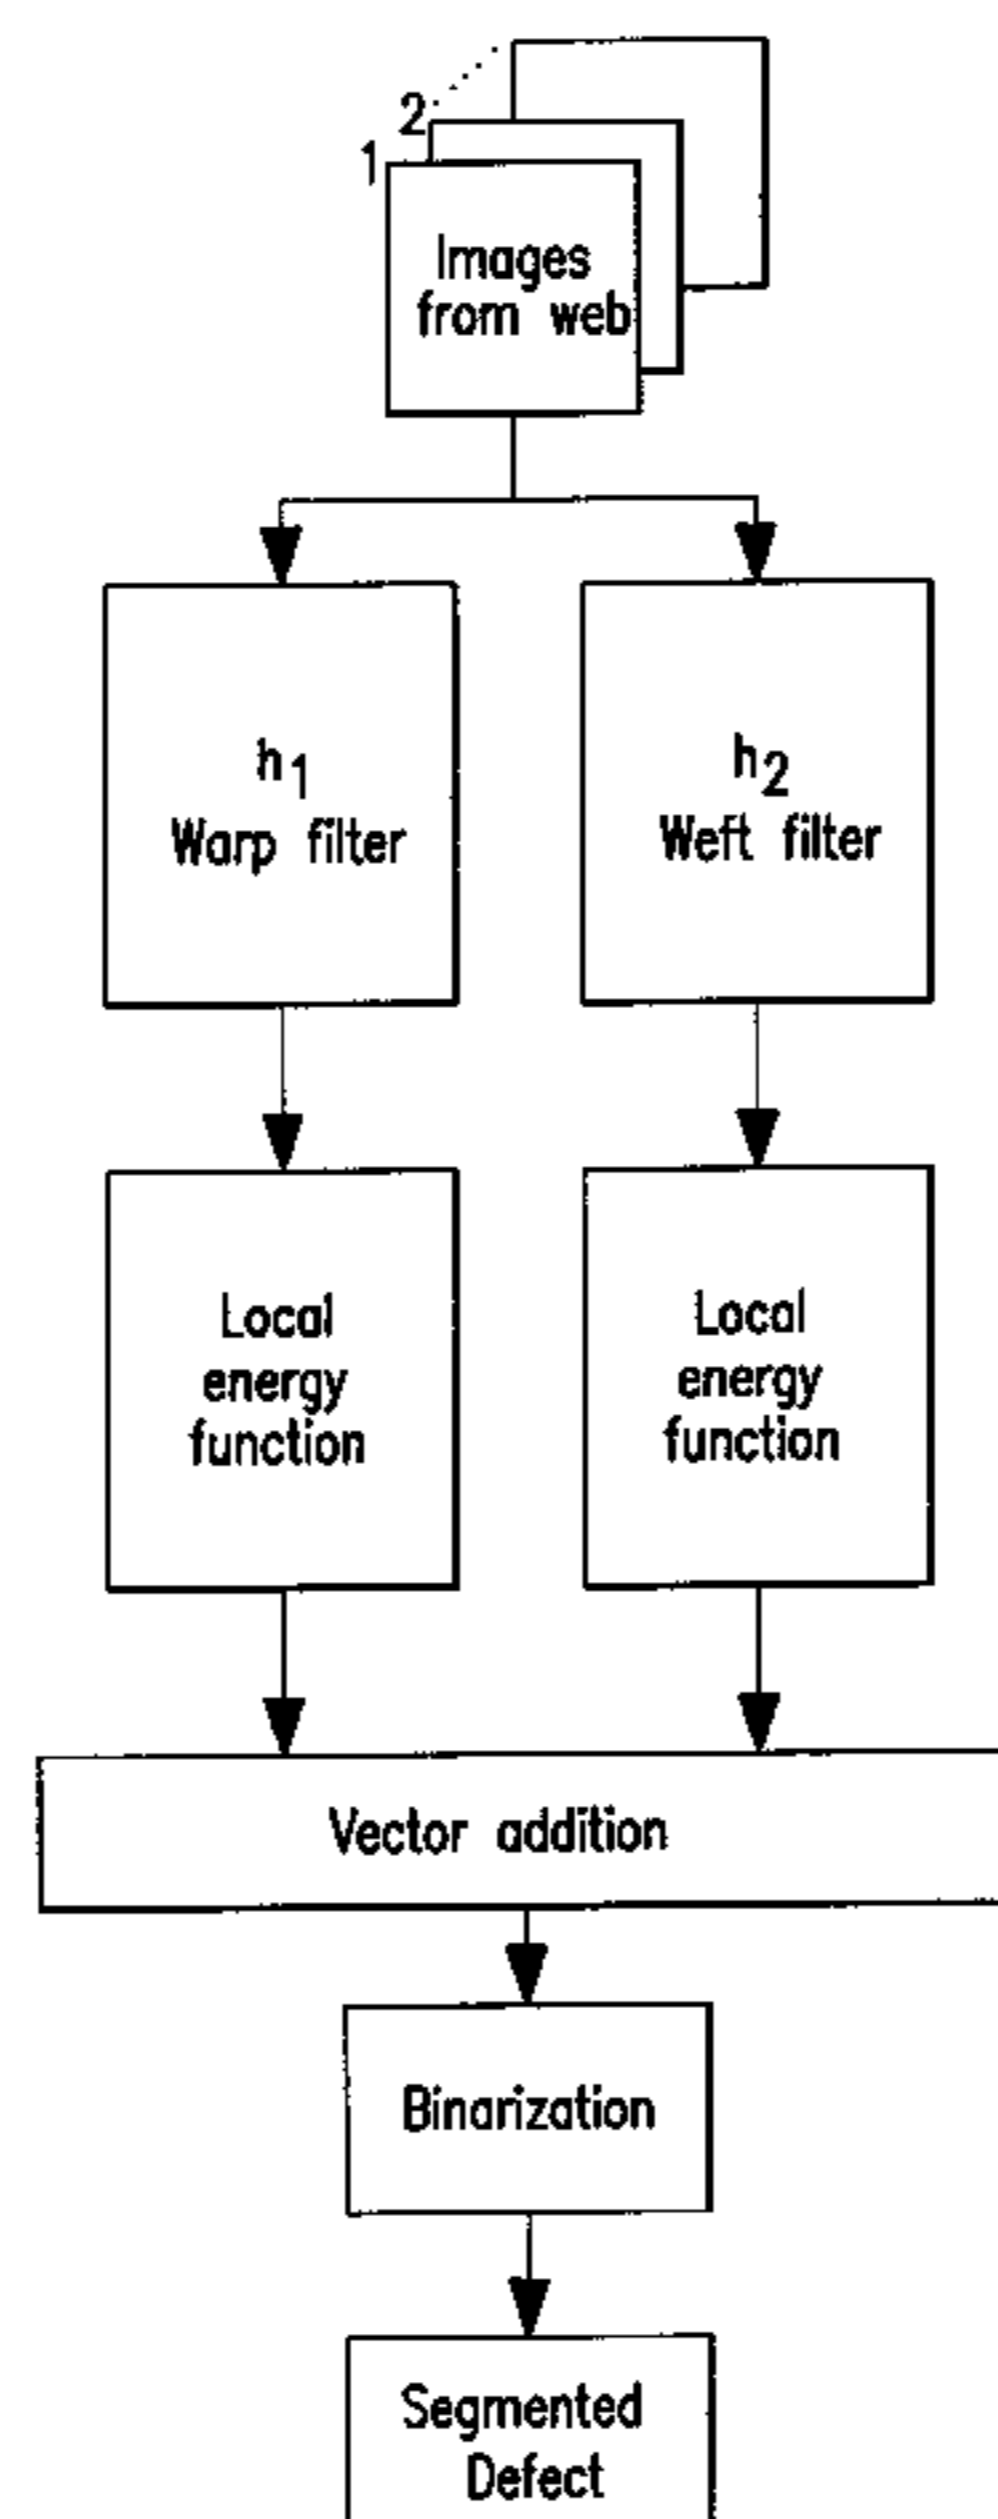 2
1
Images
from web
h1
Warp filter
h2
Weft filter
Local
energy
function
Local
energy
function
Vector addition
Binarization
Segmented
Defect